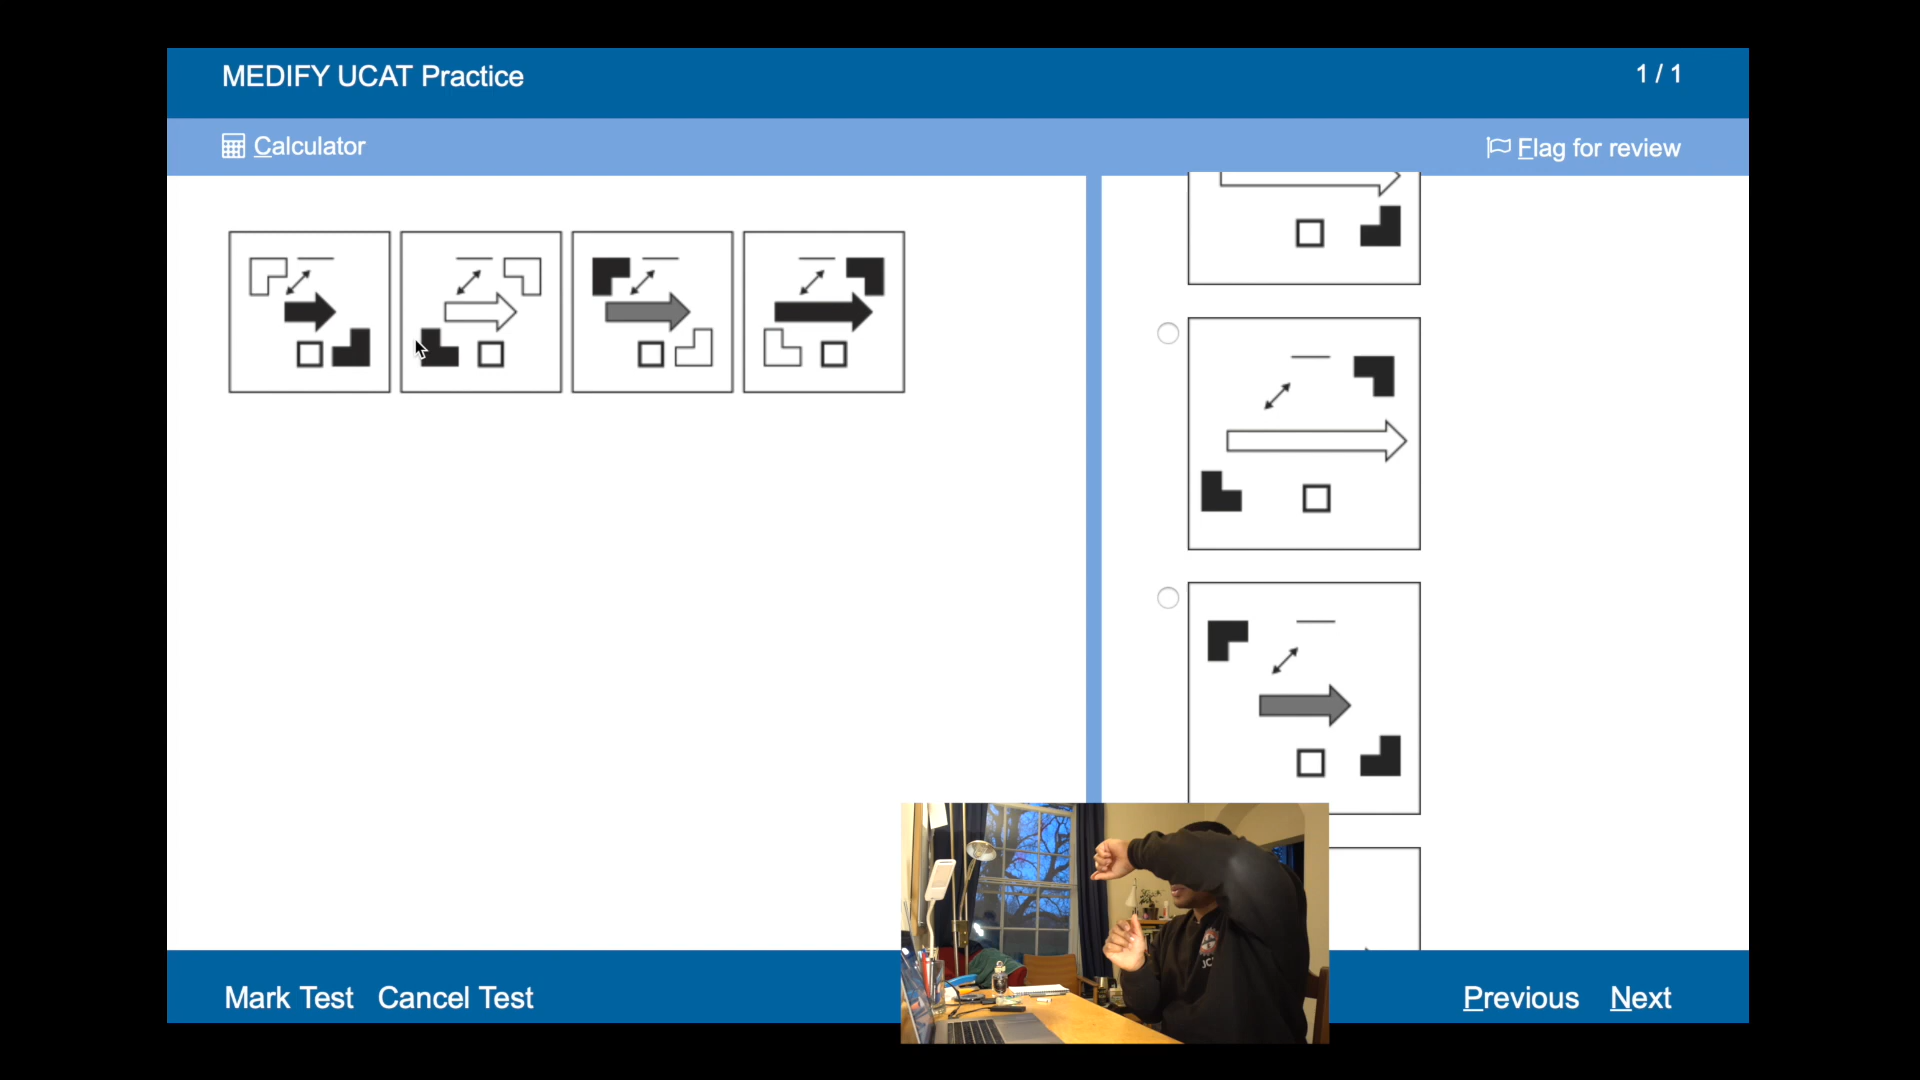 MEDIFY UCAT Practice
1 / 1
Calculator
Flag for review
Mark Test
Cancel Test
Previous
Next